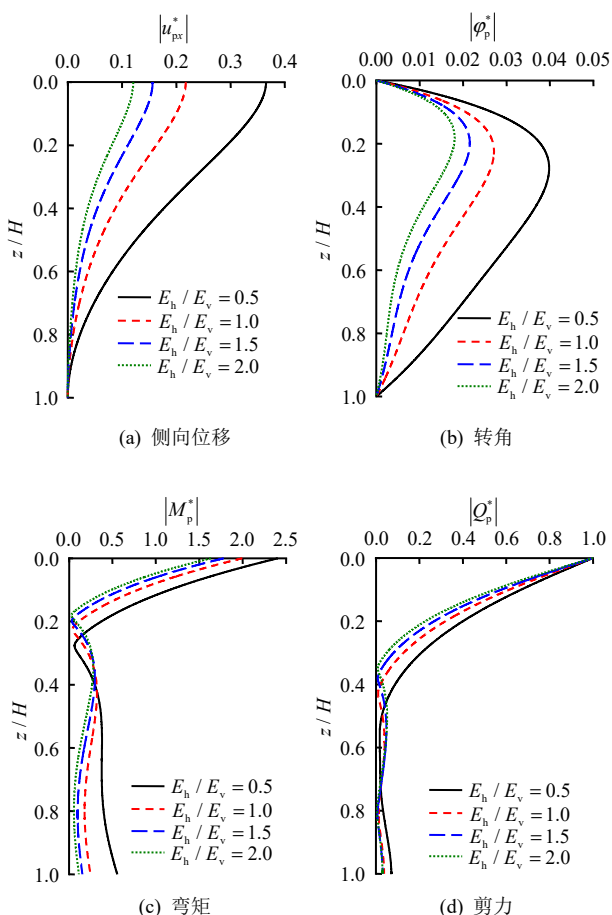 |u*px|
0.0 0.1 0.2 0.3 0.4
0.0
0.2
0.4
0.6
0.8
1.0
z / H
Eh / Ev = 0.5
Eh / Ev = 1.0
Eh / Ev = 1.5
Eh / Ev = 2.0
(a) 侧向位移
|φ*p|
0.00 0.01 0.02 0.03 0.04 0.05
0.0
0.2
0.4
0.6
0.8
1.0
z / H
Eh / Ev = 0.5
Eh / Ev = 1.0
Eh / Ev = 1.5
Eh / Ev = 2.0
(b) 转角
|M*p|
0.0 0.5 1.0 1.5 2.0 2.5
0.0
0.2
0.4
0.6
0.8
1.0
z / H
Eh / Ev = 0.5
Eh / Ev = 1.0
Eh / Ev = 1.5
Eh / Ev = 2.0
(c) 弯矩
|Q*p|
0.0 0.2 0.4 0.6 0.8 1.0
0.0
0.2
0.4
0.6
0.8
1.0
z / H
Eh / Ev = 0.5
Eh / Ev = 1.0
Eh / Ev = 1.5
Eh / Ev = 2.0
(d) 剪力